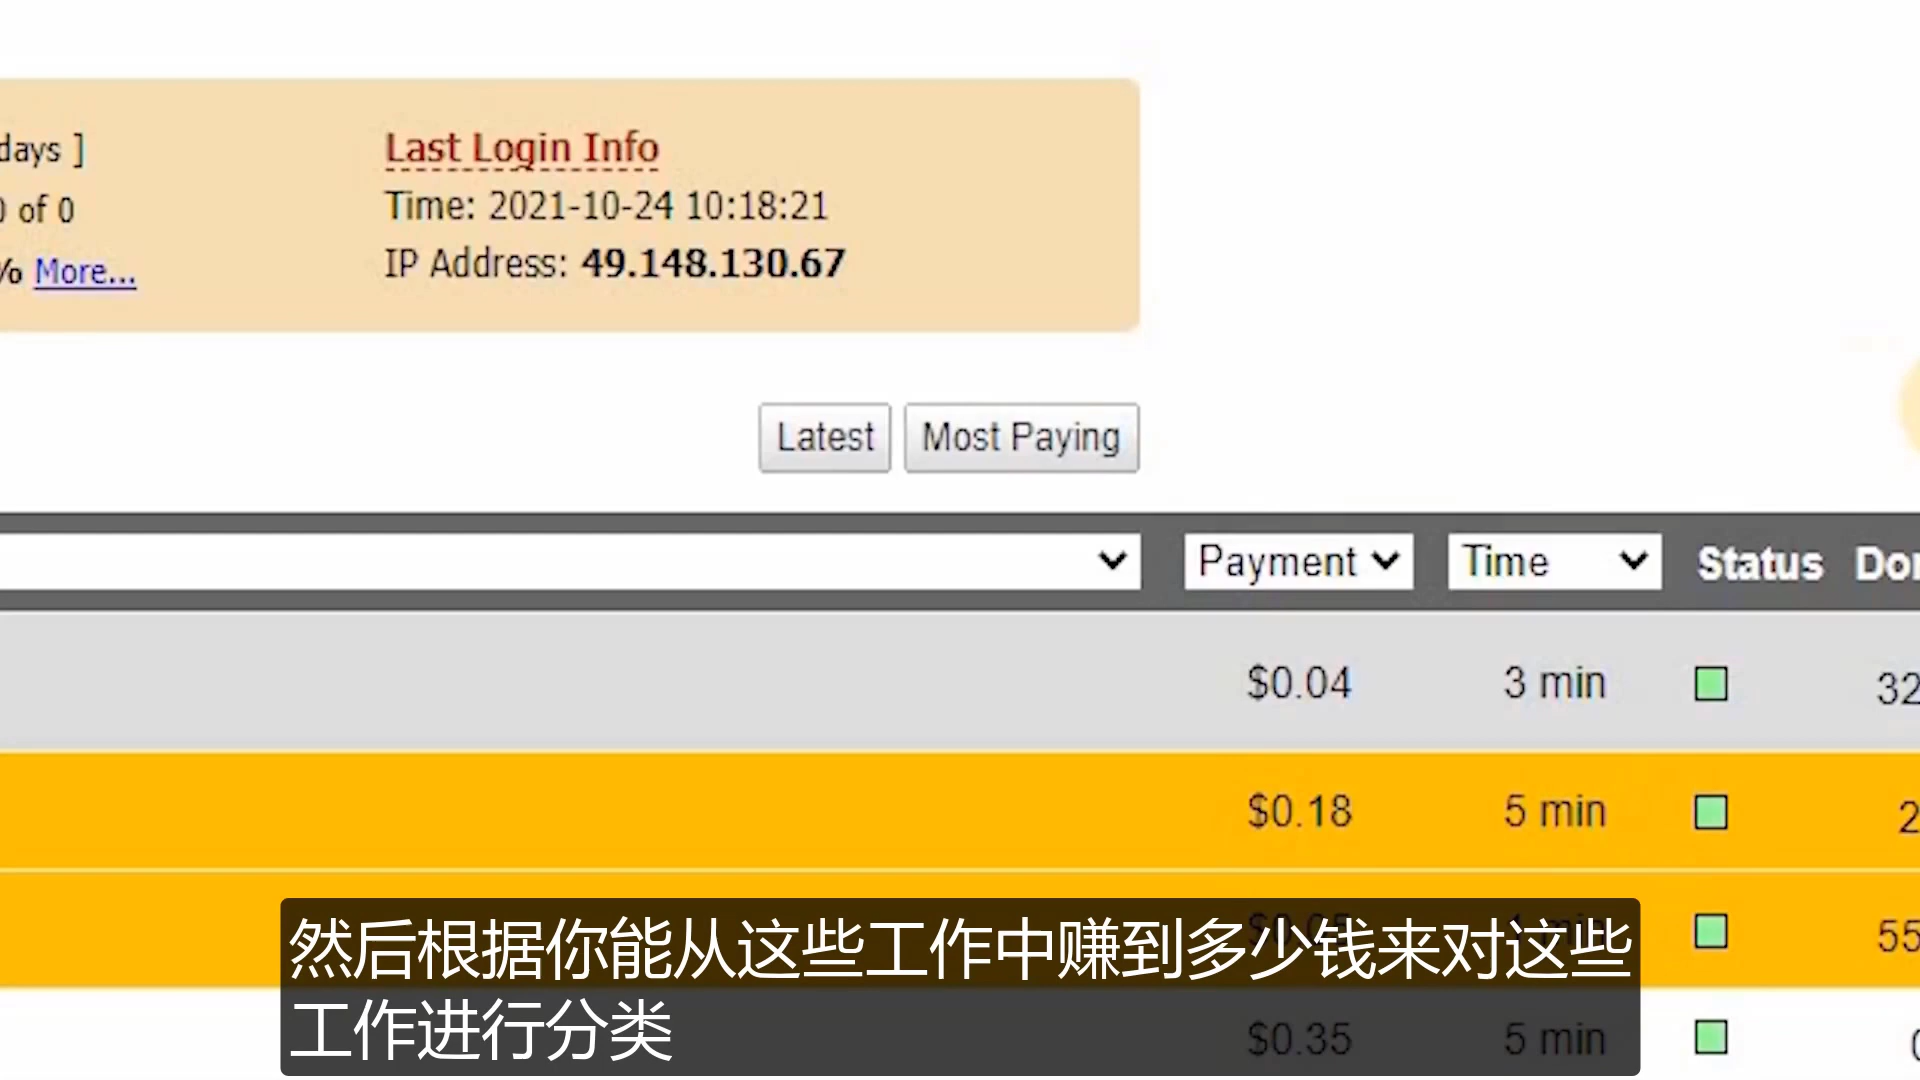 days ]
Last Login Info
Time: 2021-10-24 10:18:21
0 of 0
IP Address: 49.148.130.67
% More...
Latest
Most Paying
Payment
Time
Status
$0.04 3 min 32
$0.18 5 min 2
55
然后根据你能从这些工作中赚到多少钱来对这些
工作进行分类
$0.35 5 min